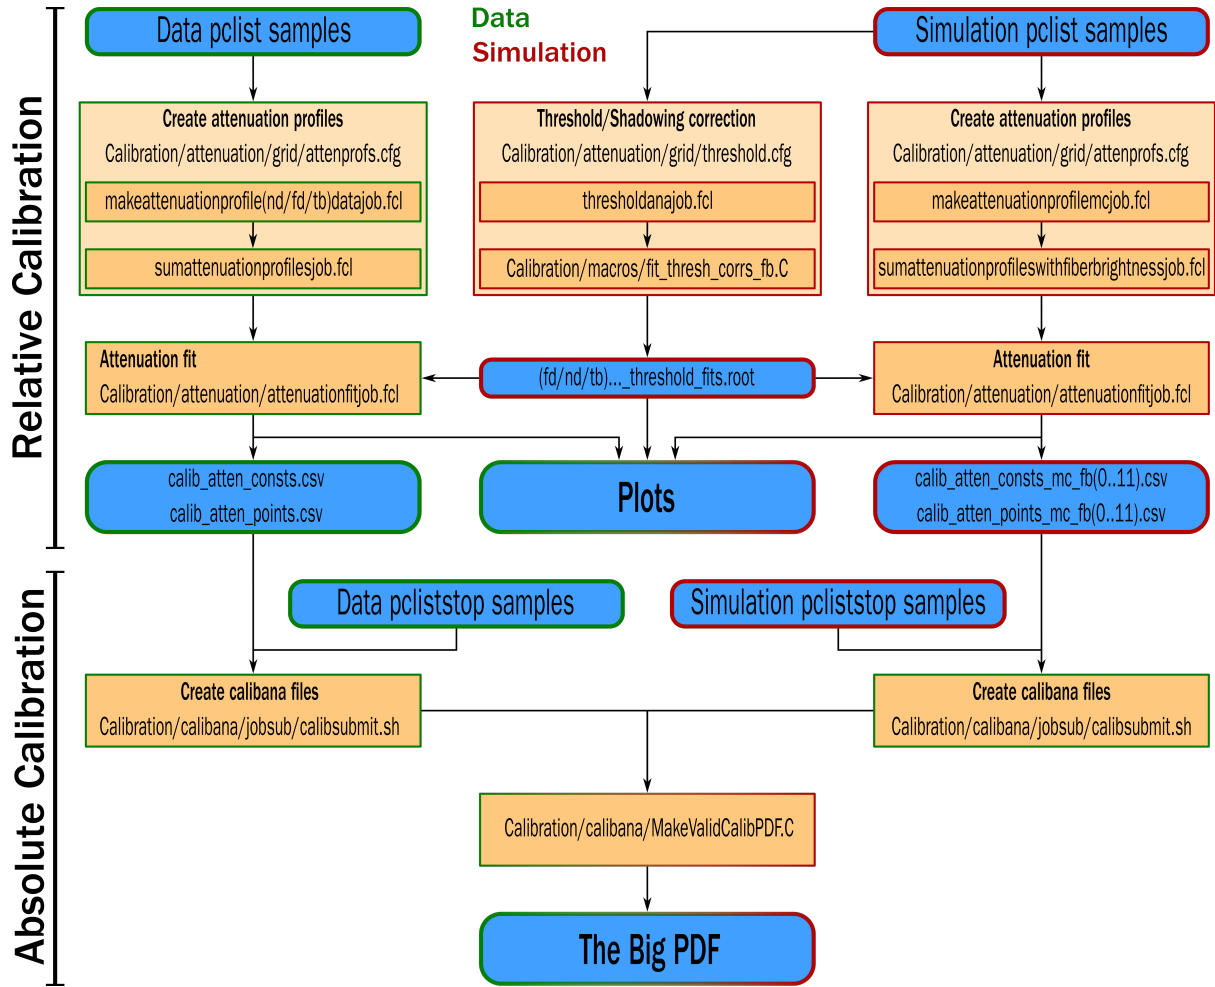 Data
Simulation
Relative Calibration
Data pclist samples
Simulation pclist samples
Create attenuation profiles
Calibration/attenuation/grid/attenprofs.cfg
makeattenuationprofile(nd/fd/tb)datajob.fcl
sumattenuationprofilesjob.fcl
Threshold/Shadowing correction
Calibration/attenuation/grid/threshold.cfg
thresholdanajob.fcl
Calibration/macros/fit_thresh_corrs_fb.C
Create attenuation profiles
Calibration/attenuation/grid/attenprofs.cfg
makeattenuationprofilemcjob.fcl
sumattenuationprofileswithfiberbrightnessjob.fcl
Attenuation fit
Calibration/attenuation/attenuationfitjob.fcl
(fd/nd/tb)..._threshold_fits.root
Attenuation fit
Calibration/attenuation/attenuationfitjob.fcl
calib_atten_consts.csv
calib_atten_points.csv
Plots
calib_atten_consts_mc_fb(0..11).csv
calib_atten_points_mc_fb(0..11).csv
Absolute Calibration
Data pcliststop samples
Simulation pcliststop samples
Create calibana files
Calibration/calibana/jobsub/calibsubmit.sh
Create calibana files
Calibration/calibana/jobsub/calibsubmit.sh
Calibration/calibana/MakeValidCalibPDF.C
The Big PDF